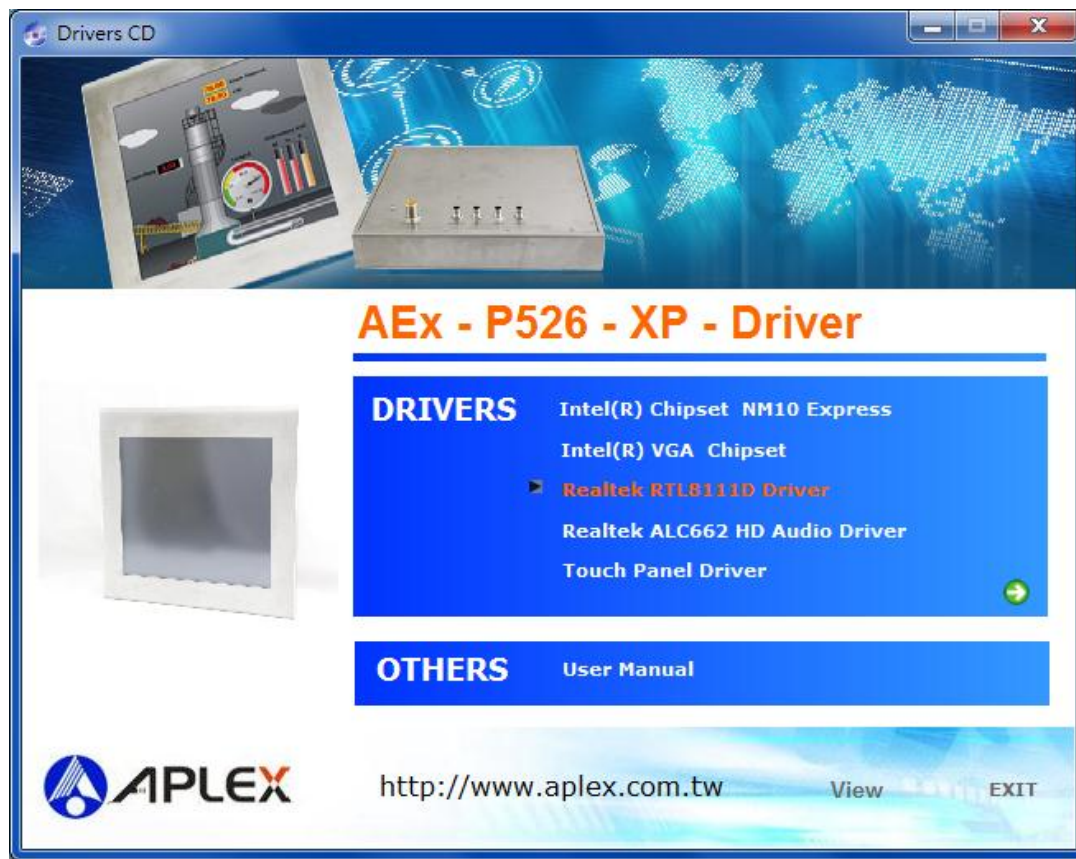 Drivers CD
AEx - P526 - XP - Driver
DRIVERS
Intel(R) Chipset NM10 Express
Intel(R) VGA Chipset
Realtek RTL8111D Driver
Realtek ALC662 HD Audio Driver
Touch Panel Driver
OTHERS
User Manual
APLEX
http://www.aplex.com.tw
View
EXIT